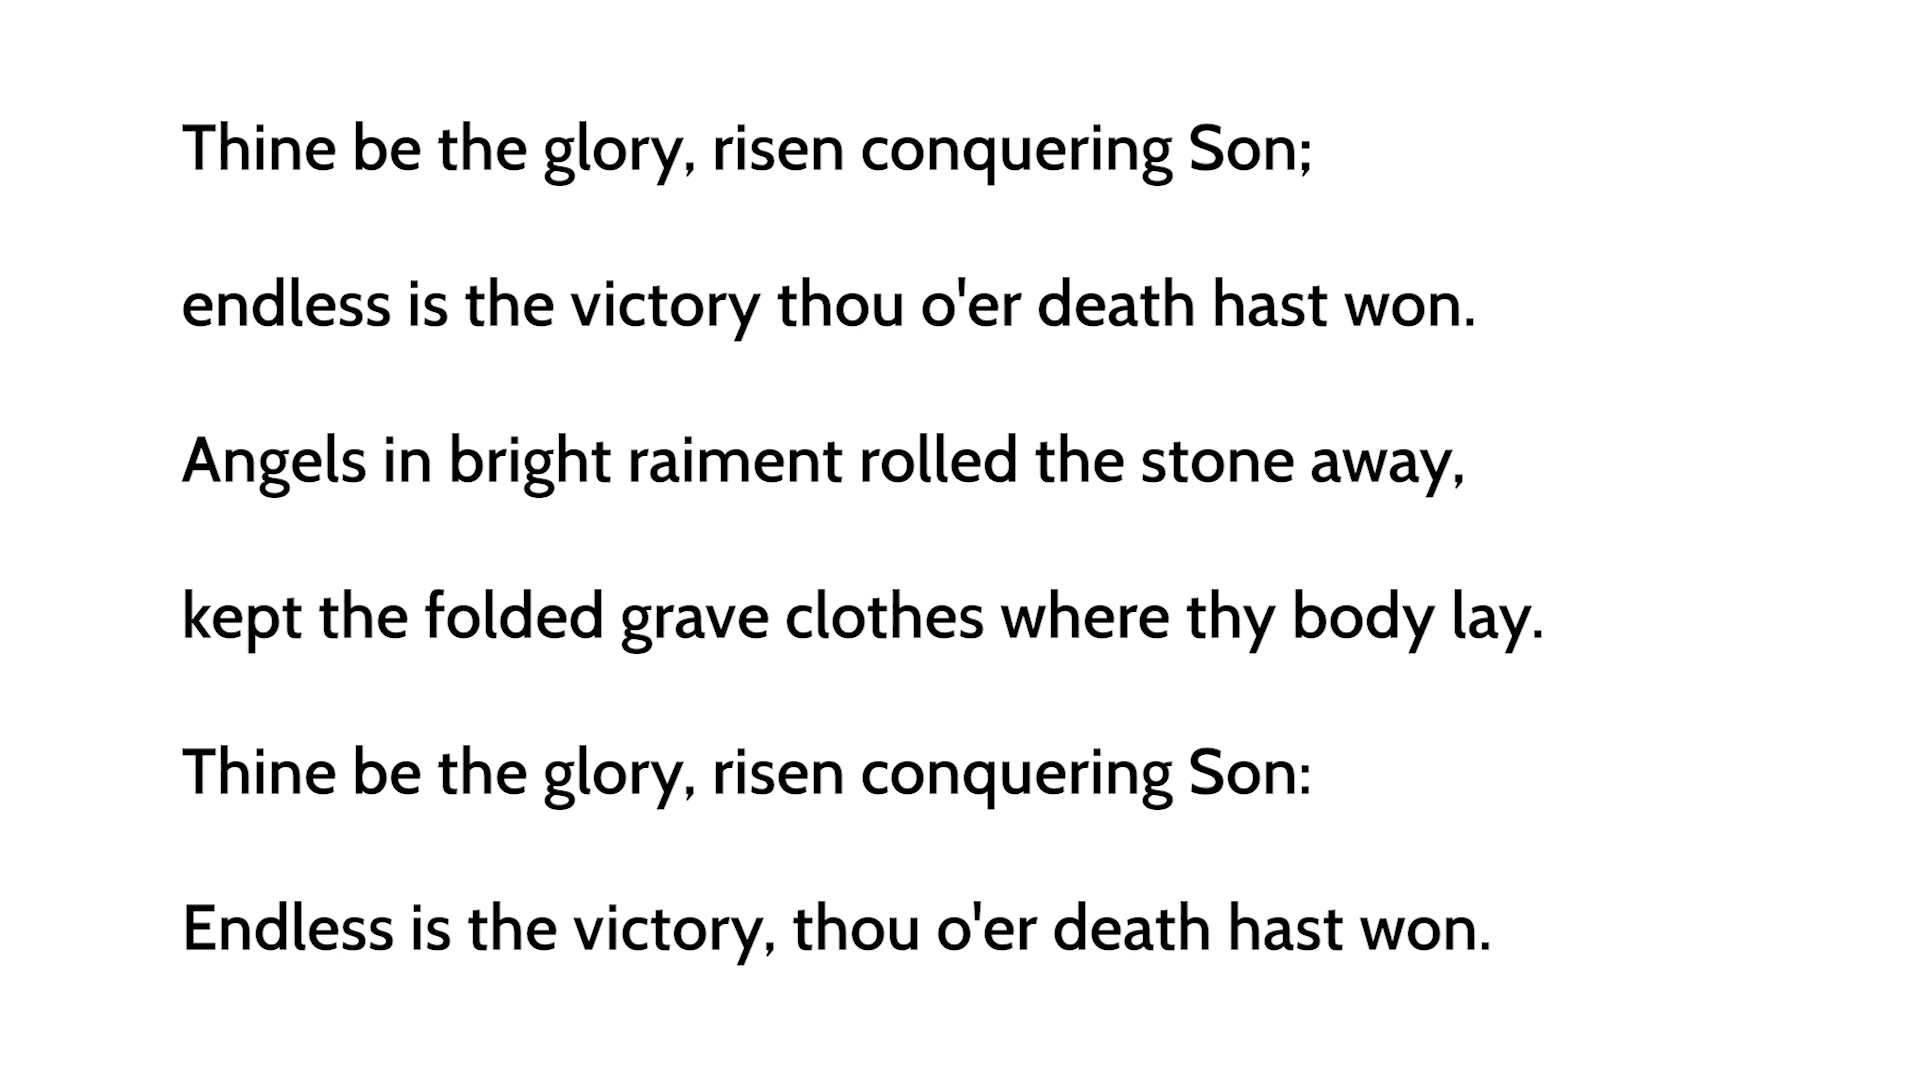 Thine be the glory, risen conquering Son;
endless is the victory thou o'er death hast won.
Angels in bright raiment rolled the stone away,
kept the folded grave clothes where thy body lay.
Thine be the glory, risen conquering Son:
Endless is the victory, thou o'er death hast won.